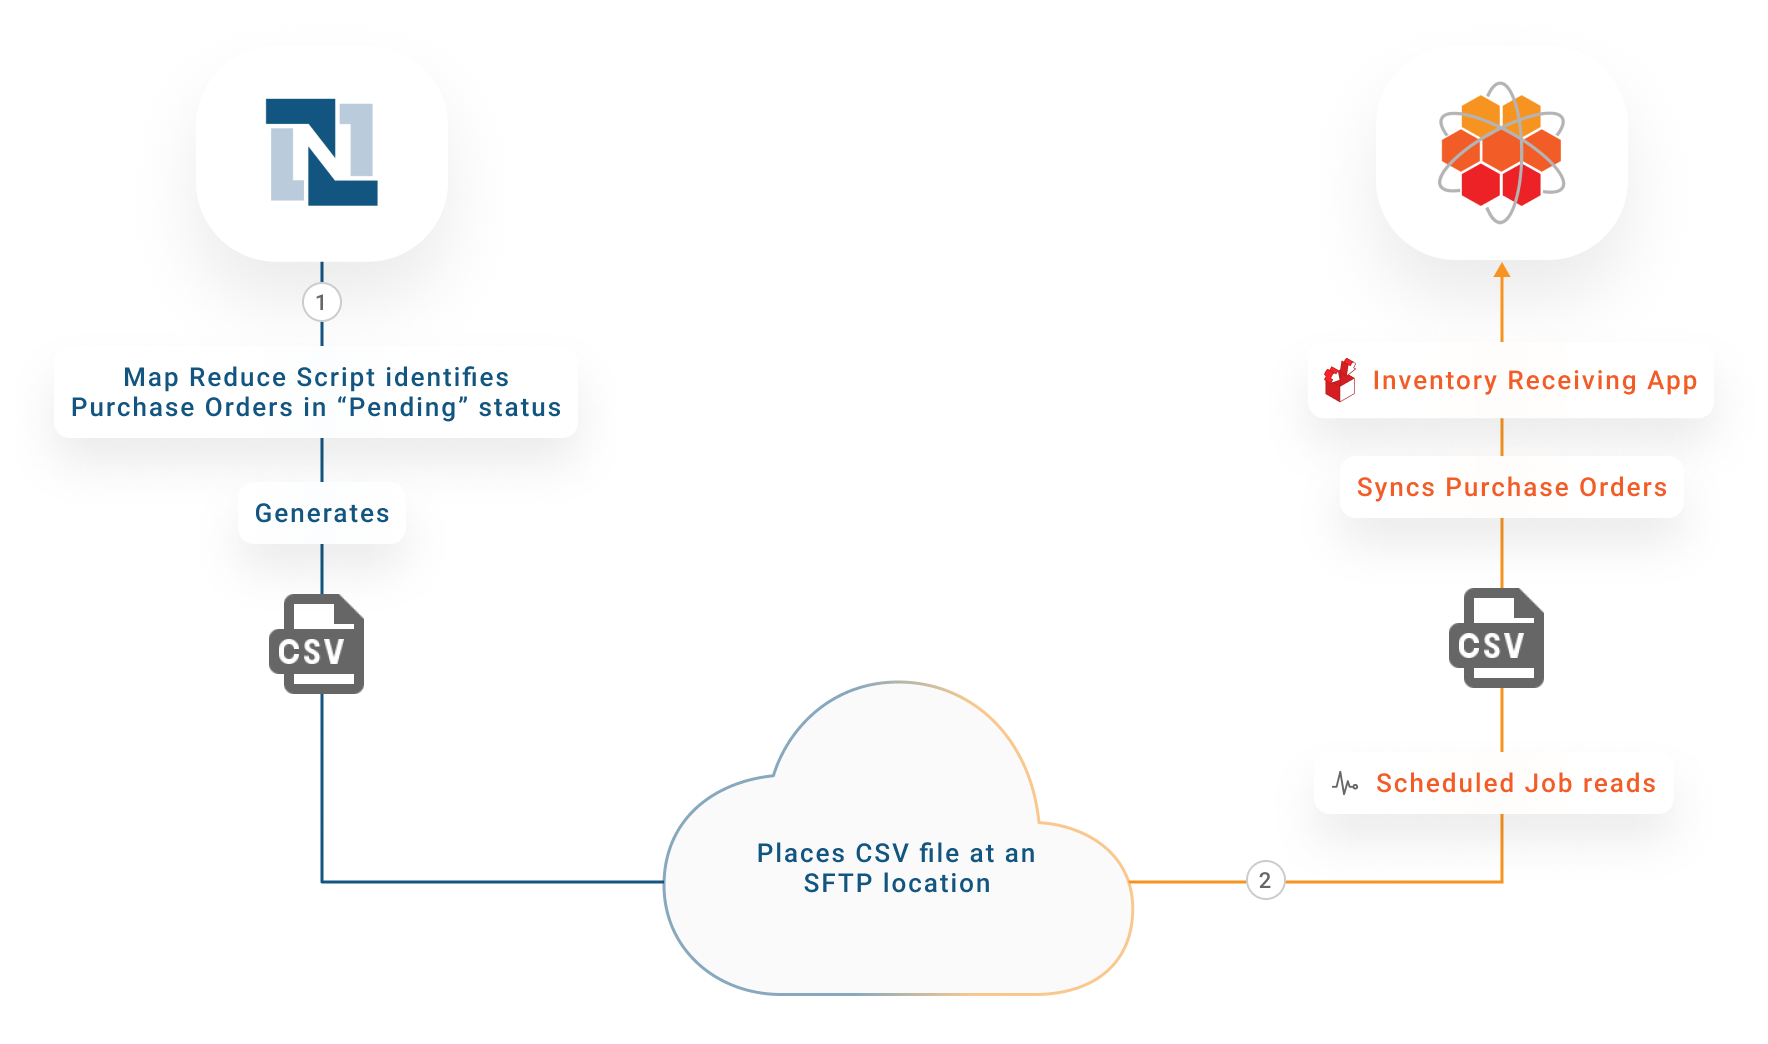 N
1
Map Reduce Script identifies
Purchase Orders in “Pending” status
Generates
CSV
Places CSV file at an
SFTP location
2
Scheduled Job reads
CSV
Syncs Purchase Orders
Inventory Receiving App